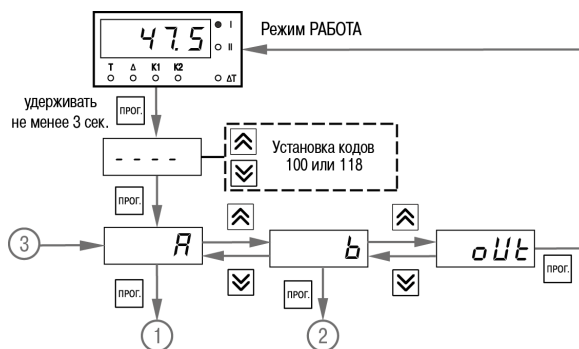 I
47.5
II
Режим РАБОТА
T Δ K1 K2
ΔT
удерживать
не менее 3 сек.
ПРОГ.
- - - -
Установка кодов
100 или 118
ПРОГ.
3
A
b
oUt
ПРОГ.
ПРОГ.
ПРОГ.
1
2